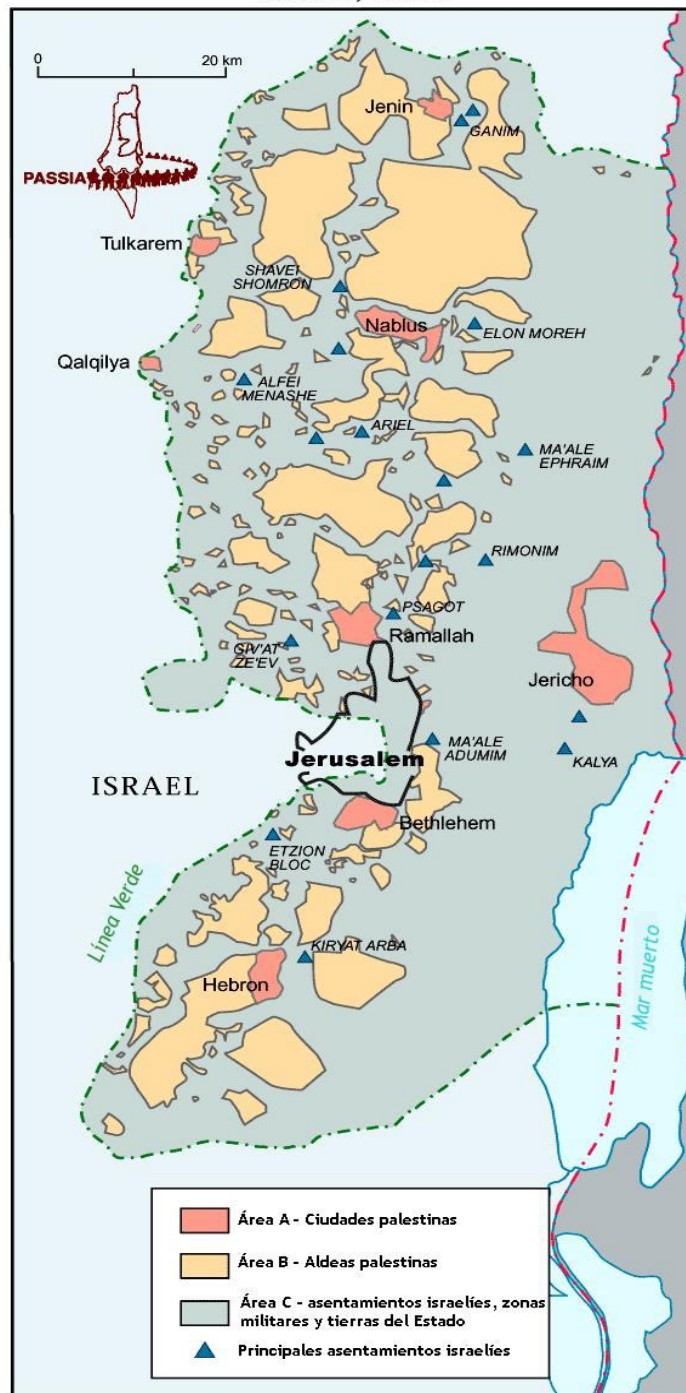 0
20 km
PASSIA
Jenin
GANIM
Tulkarem
SHAVEI
SHOMRON
Nablus
ELON MOREH
Qalqilya
ALFEI
MENASHE
ARIEL
MA'ALE
EPHRAIM
RIMONIM
PSAGOT
Ramallah
GIV'AT
ZE'EV
Jericho
Jerusalem
MA'ALE
ADUMIM
KALYA
ISRAEL
Bethlehem
ETZION
BLOC
Línea Verde
KIRYAT ARBA
Hebron
Mar muerto
Área A - Ciudades palestinas
Área B - Aldeas palestinas
Área C - asentamientos israelíes, zonas
militares y tierras del Estado
Principales asentamientos israelíes